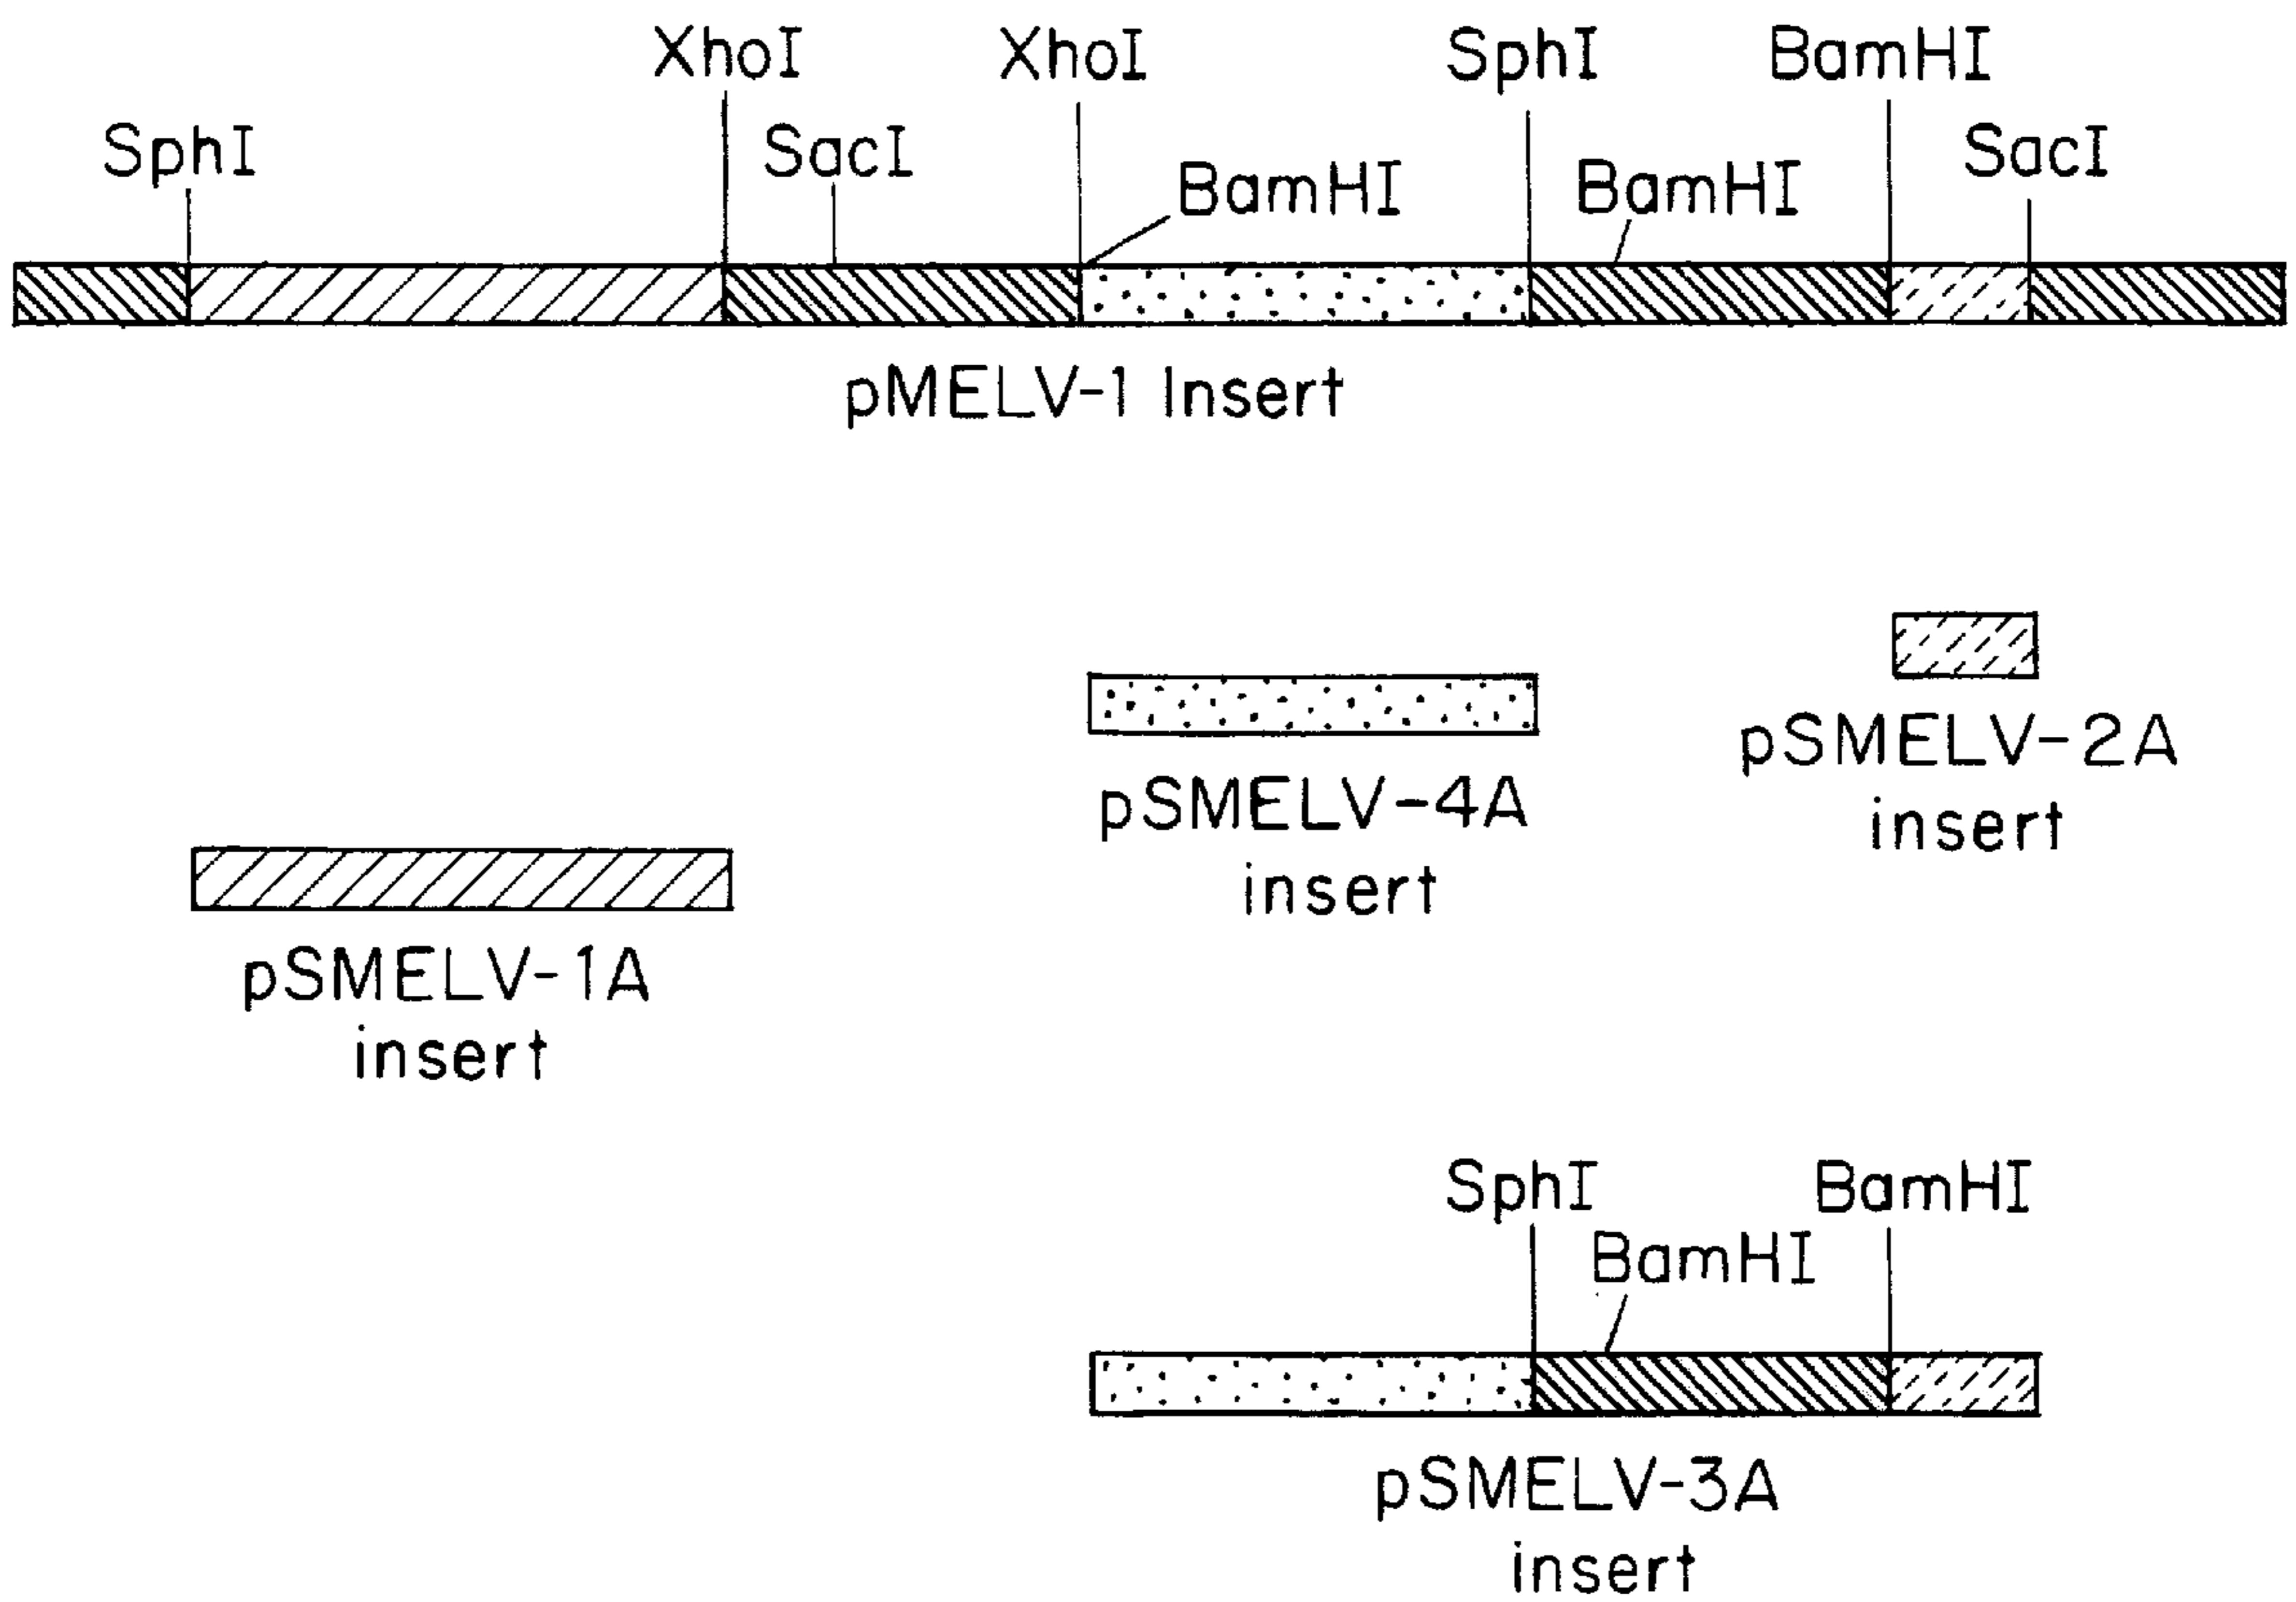 XhoI
XhoI
SphI
BamHI
SphI
SacI
BamHI
BamHI
SacI
pMELV-1 Insert
pSMELV-2A
insert
pSMELV-4A
insert
pSMELV-1A
insert
SphI
BamHI
BamHI
pSMELV-3A
insert